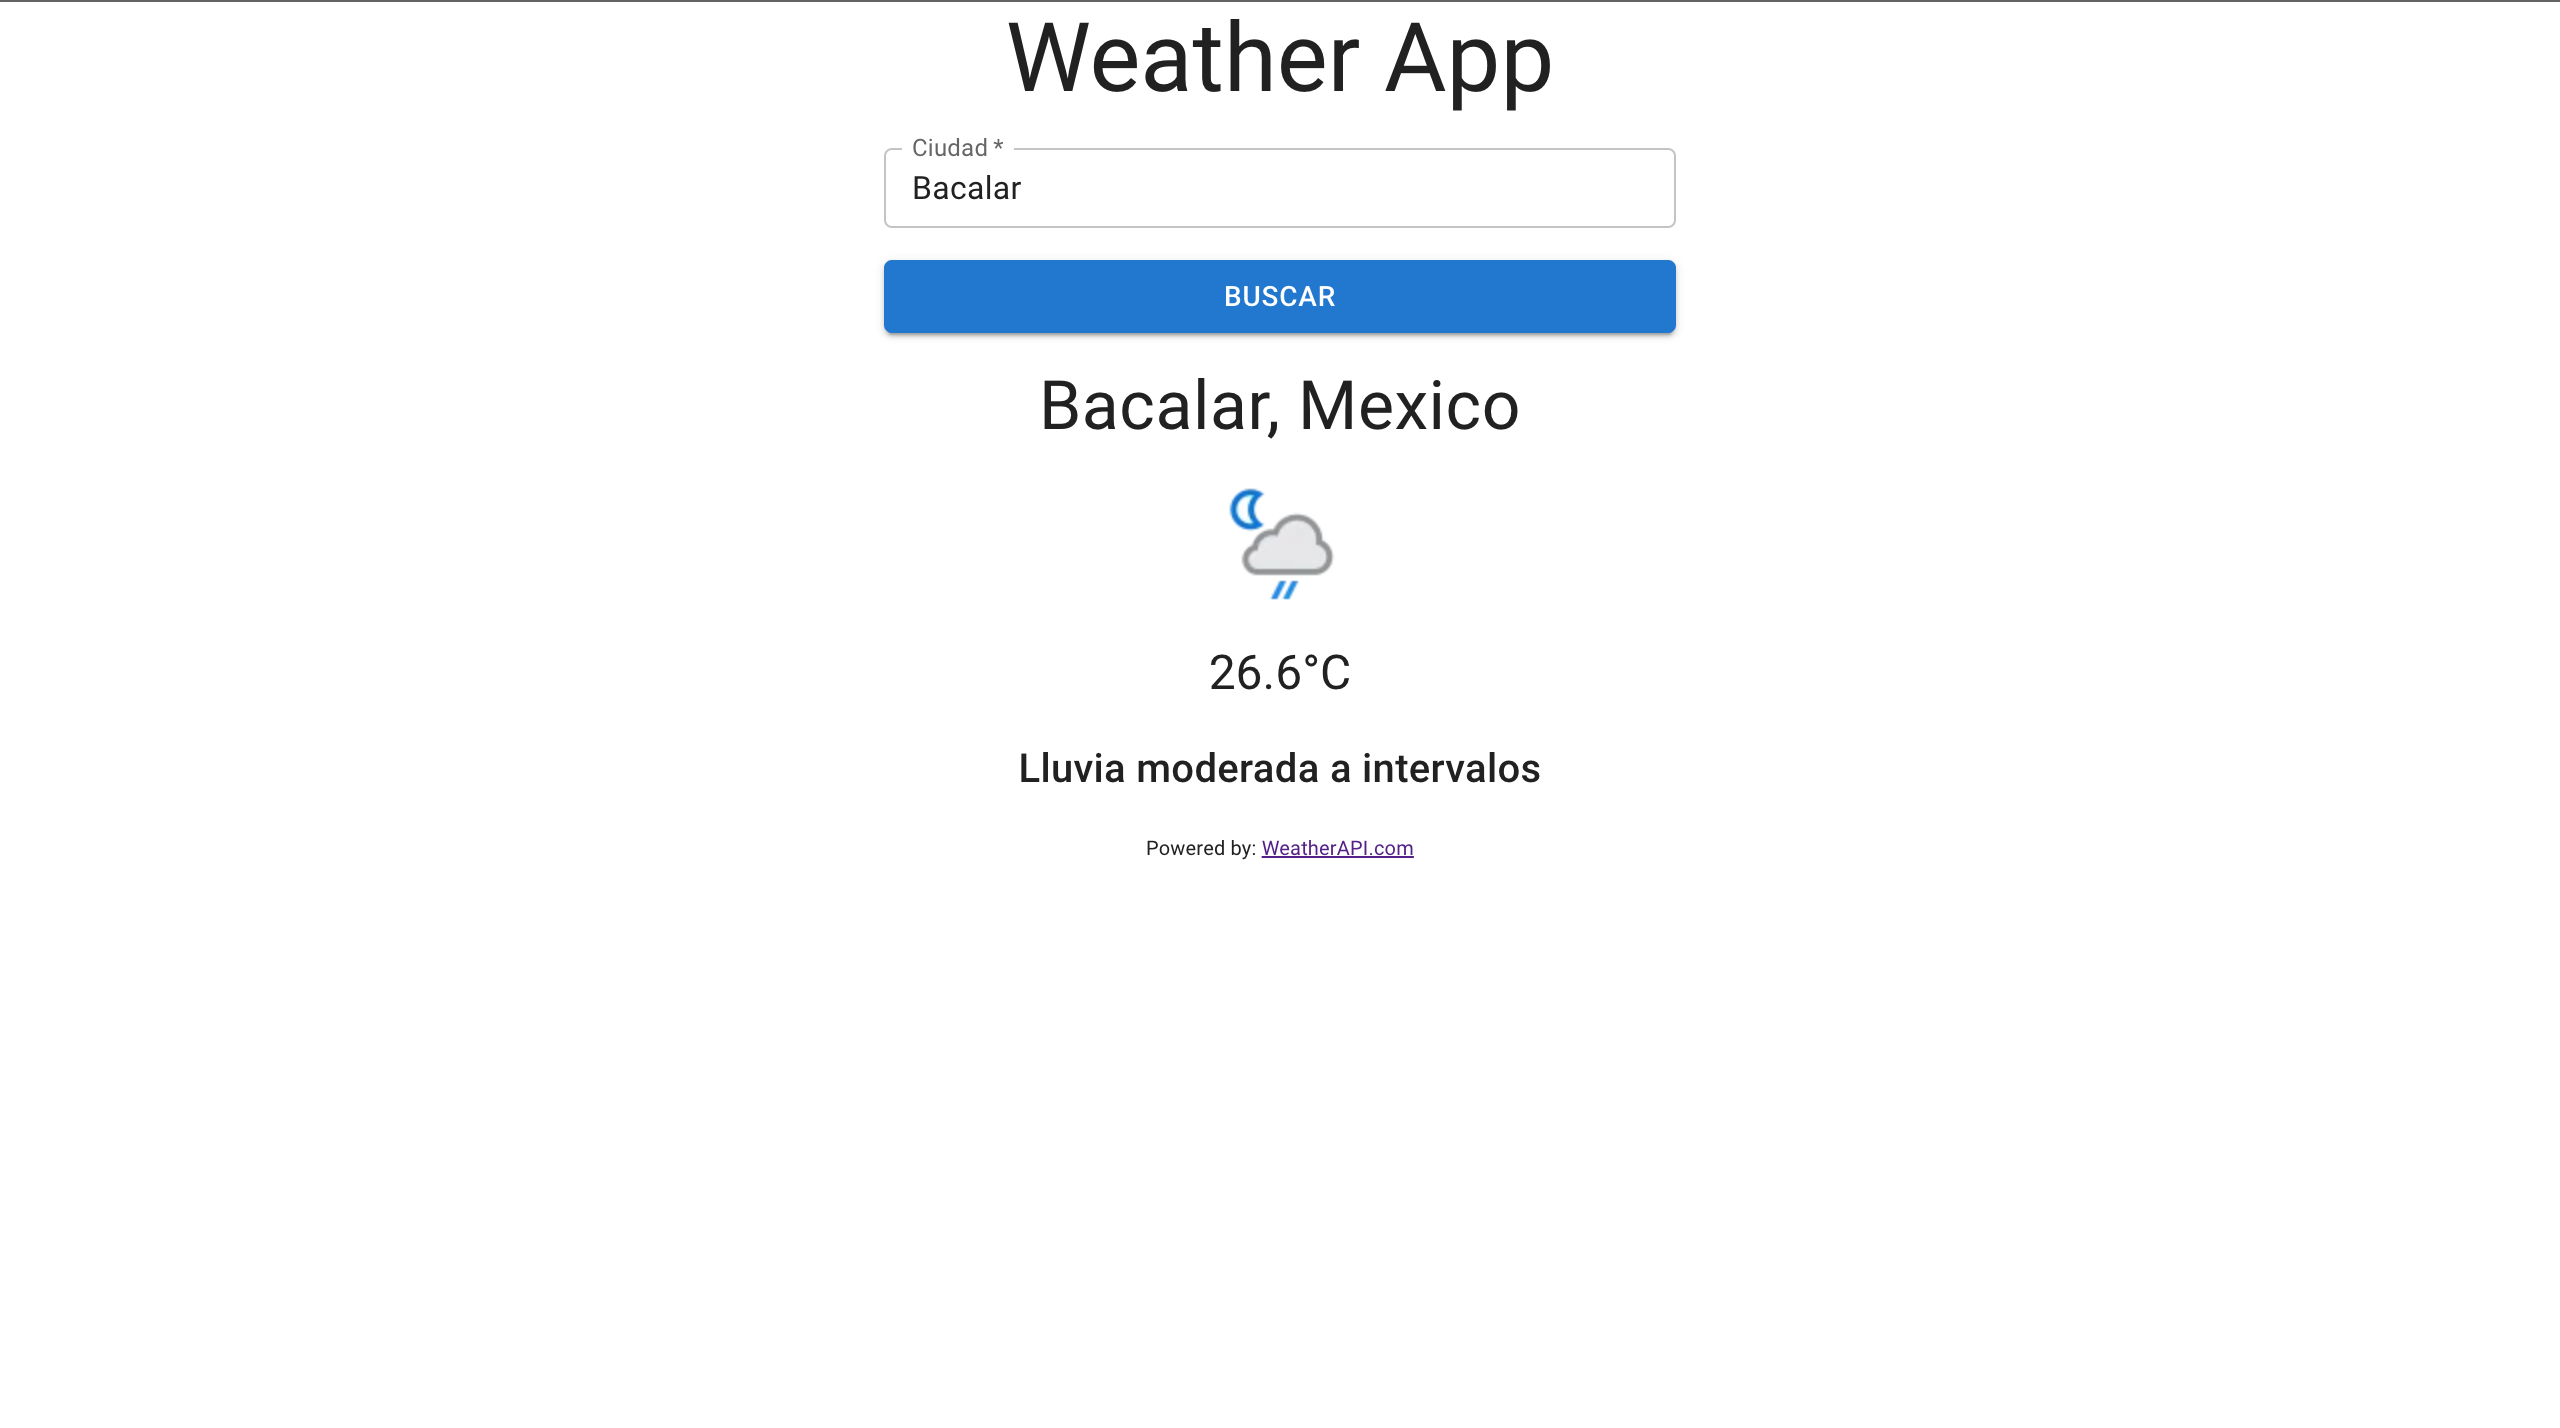 Weather App
Ciudad *
Bacalar
BUSCAR
Bacalar, Mexico
26.6°C
Lluvia moderada a intervalos
Powered by: WeatherAPI.com